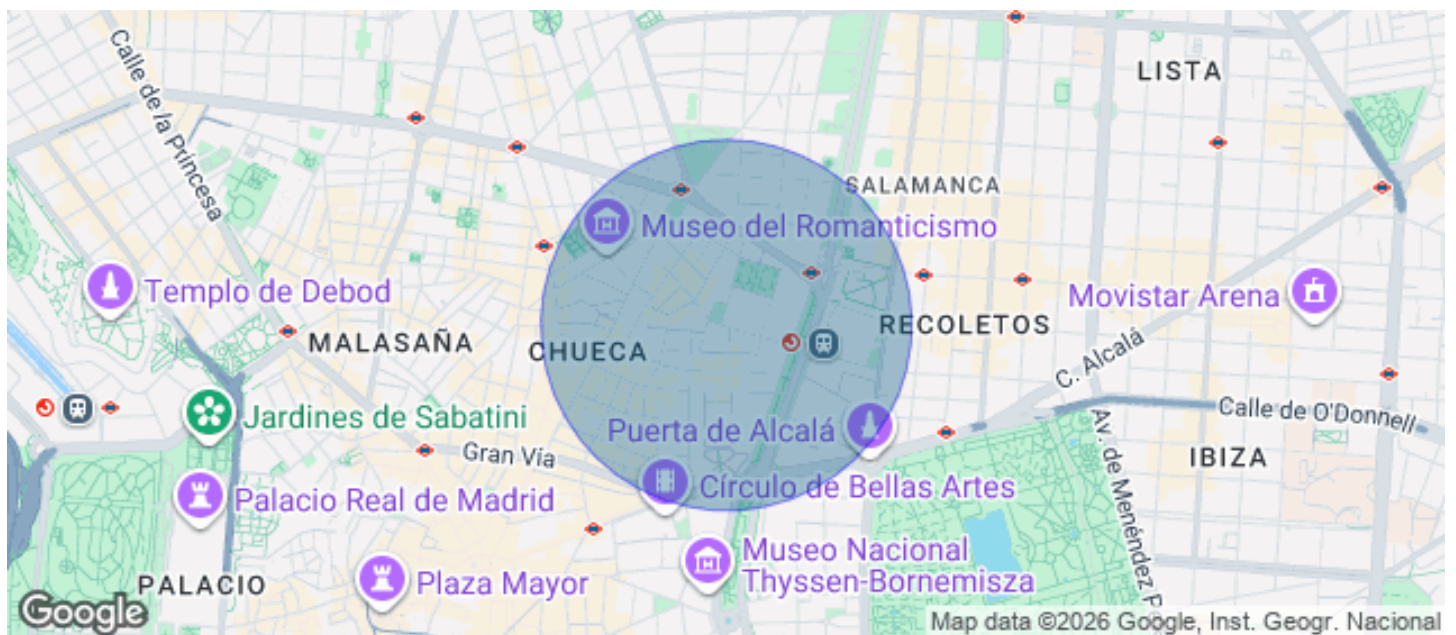 Calle de la Princesa
LISTA
SALAMANCA
Museo del Romanticismo
Templo de Debod
Movistar Arena
MALASAÑA
CHUECA
RECOLETOS
C. Alcalá
Jardines de Sabatini
Puerta de Alcalá
Calle de O'Donnell
Gran Vía
IBIZA
Palacio Real de Madrid
Círculo de Bellas Artes
Av. de Menéndez P
Museo Nacional
Thyssen-Bornemisza
PALACIO
Plaza Mayor
Google
Map data ©2026 Google, Inst. Geogr. Nacional